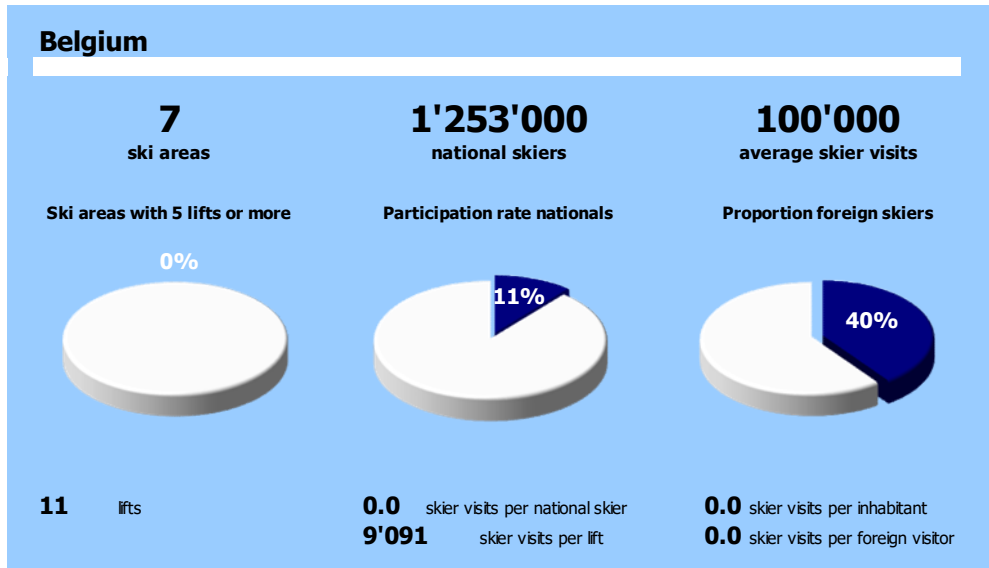 Belgium
7
ski areas
1'253'000
national skiers
100'000
average skier visits
Ski areas with 5 lifts or more
Participation rate nationals
Proportion foreign skiers
0%
11%
40%
11 lifts
0.0 skier visits per national skier
9'091 skier visits per lift
0.0 skier visits per inhabitant
0.0 skier visits per foreign visitor